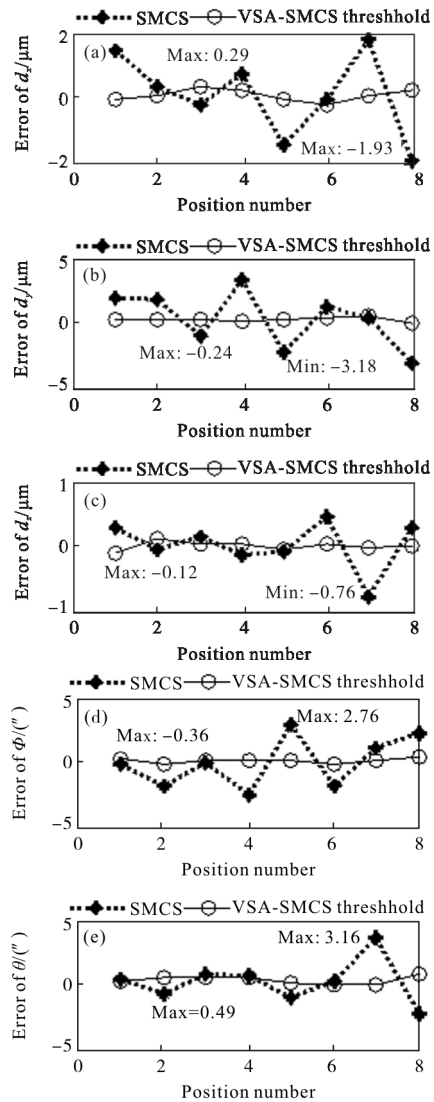 SMCS VSA-SMCS threshhold
2
(a)
Max: 0.29
Error of dx/μm
0
Max: −1.93
−2
0 2 4 6 8
Position number
SMCS VSA-SMCS threshhold
5
(b)
Error of dy/μm
0
Max: −0.24
Min: −3.18
−5
0 2 4 6 8
Position number
SMCS VSA-SMCS threshhold
1
(c)
Error of dz/μm
0
Max: −0.12
Min: −0.76
−1
0 2 4 6 8
Position number
SMCS VSA-SMCS threshhold
5
(d)
Max: 2.76
Max: −0.36
Error of Φ/(″)
0
−5
0 2 4 6 8
Position number
SMCS VSA-SMCS threshhold
5
(e)
Max: 3.16
Error of θ/(″)
0
Max=0.49
−5
0 2 4 6 8
Position number